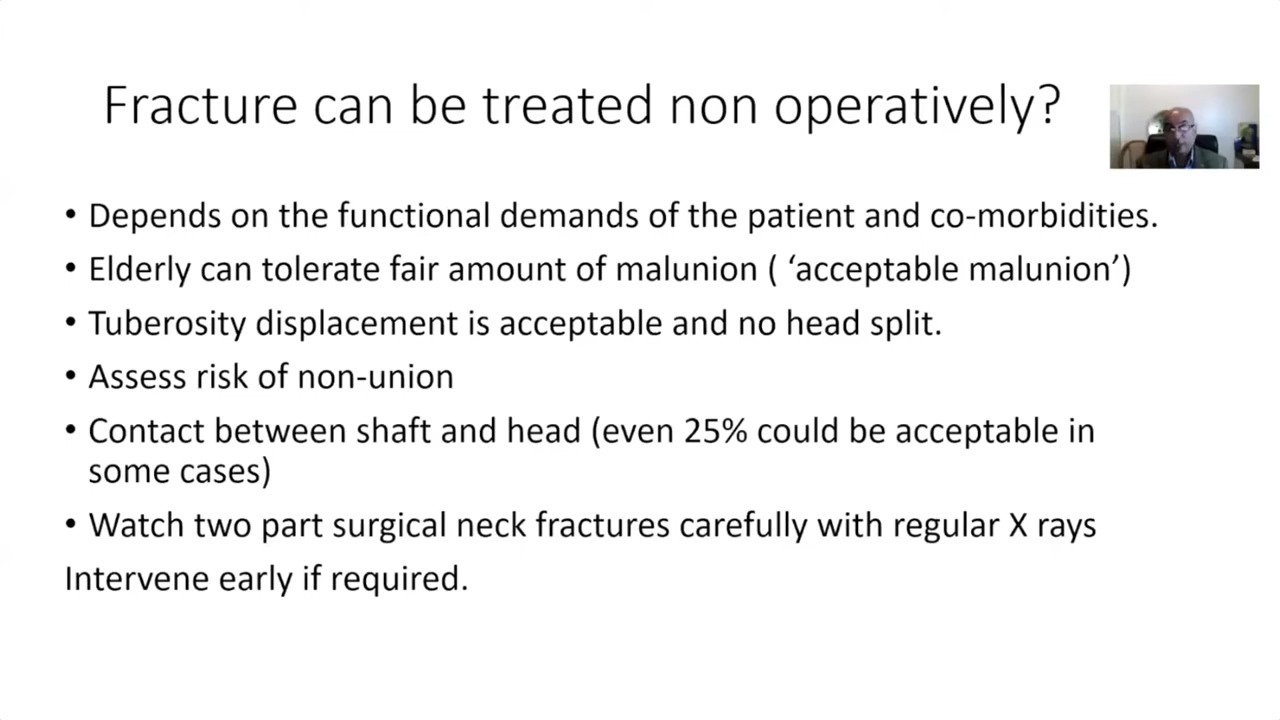 Fracture can be treated non operatively?
• Depends on the functional demands of the patient and co-morbidities.
• Elderly can tolerate fair amount of malunion ( ‘acceptable malunion’)
• Tuberosity displacement is acceptable and no head split.
• Assess risk of non-union
• Contact between shaft and head (even 25% could be acceptable in
some cases)
• Watch two part surgical neck fractures carefully with regular X rays
Intervene early if required.